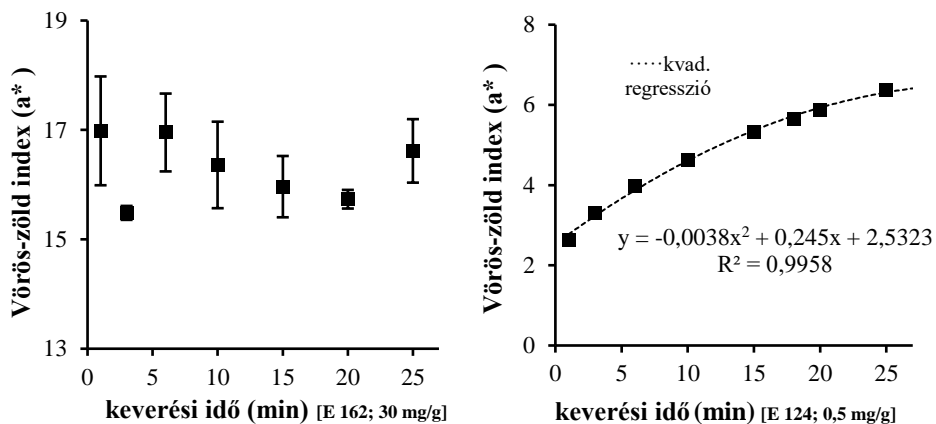 19
17
15
13
Vörös-zöld index (a* )
0 5 10 15 20 25
keverési idő (min) [E 162; 30 mg/g]
8
6
4
2
0
Vörös-zöld index (a* )
kvad.
regresszió
y = -0,0038x² + 0,245x + 2,5323
R² = 0,9958
0 5 10 15 20 25
keverési idő (min) [E 124; 0,5 mg/g]